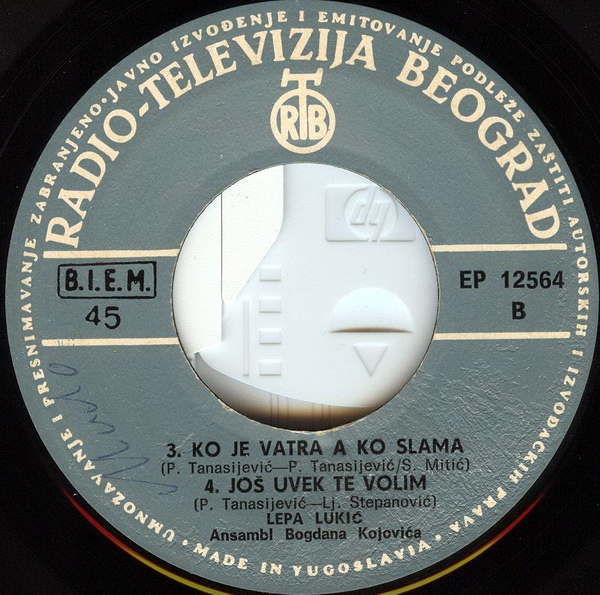 UMNOŽAVANJE I PRESNIMAVANJE ZABRANJENO • JAVNO IZVOĐENJE I EMITOVANJE PODLEŽE ZAŠTITI AUTORSKIH I IZVOĐAČKIH PRAVA •
RADIO-TELEVIZIJA BEOGRAD
RTB
B.I.E.M.
45
EP 12564
B
hp
3. KO JE VATRA A KO SLAMA
(P. Tanasijević—P. Tanasijević/S. Mitić)
4. JOŠ UVEK TE VOLIM
(P. Tanasijević—Lj. Stepanović)
LEPA LUKIĆ
Ansambl Bogdana Kojovića
• MADE IN YUGOSLAVIA •